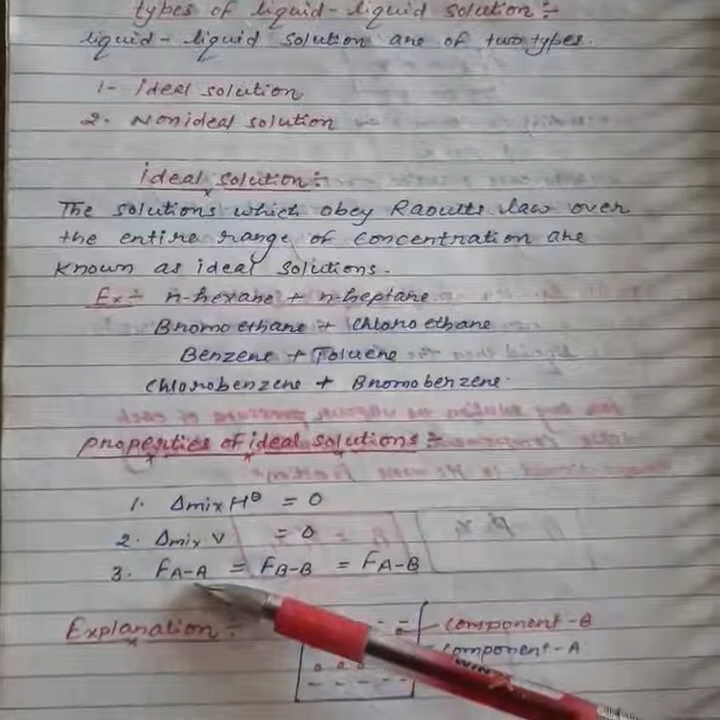 types of liquid-liquid solution :-
liquid-liquid solution are of two types.
1- Ideal solution
2. Nonideal solution
ideal solution :-
The solutions which obey Raoults law over
the entire range of concentration are
known as ideal solutions.
Ex :- n-hexane + n-heptane
Bromoethane + chloroethane
Benzene + Toluene
chlorobenzene + Bromobenzene.
properties of ideal solutions :-
1. Δmix H⊖ = 0
2. Δmix V = 0
3. FA-A = FB-B = FA-B
Explanation :-
component-B
component-A